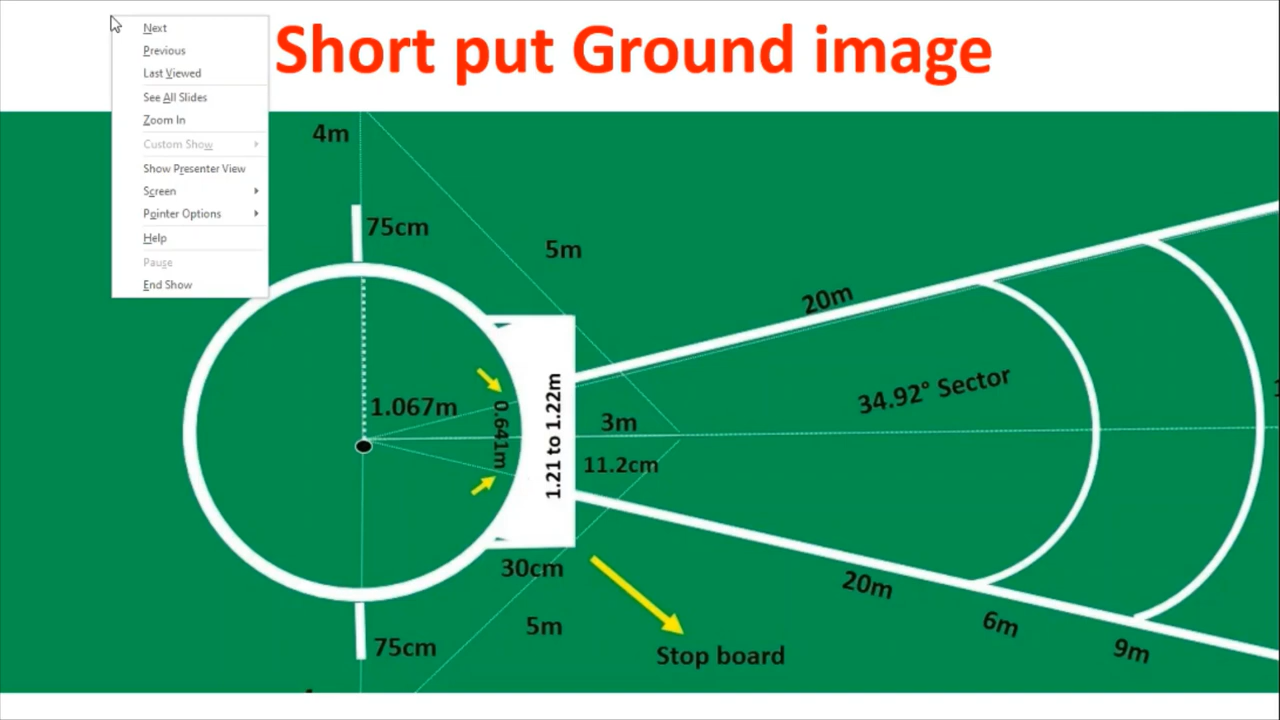 Short put Ground image
Next
Previous
Last Viewed
See All Slides
Zoom In
Custom Show
Show Presenter View
Screen
Pointer Options
Help
Pause
End Show
4m
75cm
5m
20m
34.92° Sector
1.067m
0.641m
1.21 to 1.22m
3m
11.2cm
30cm
20m
5m
6m
75cm
9m
Stop board